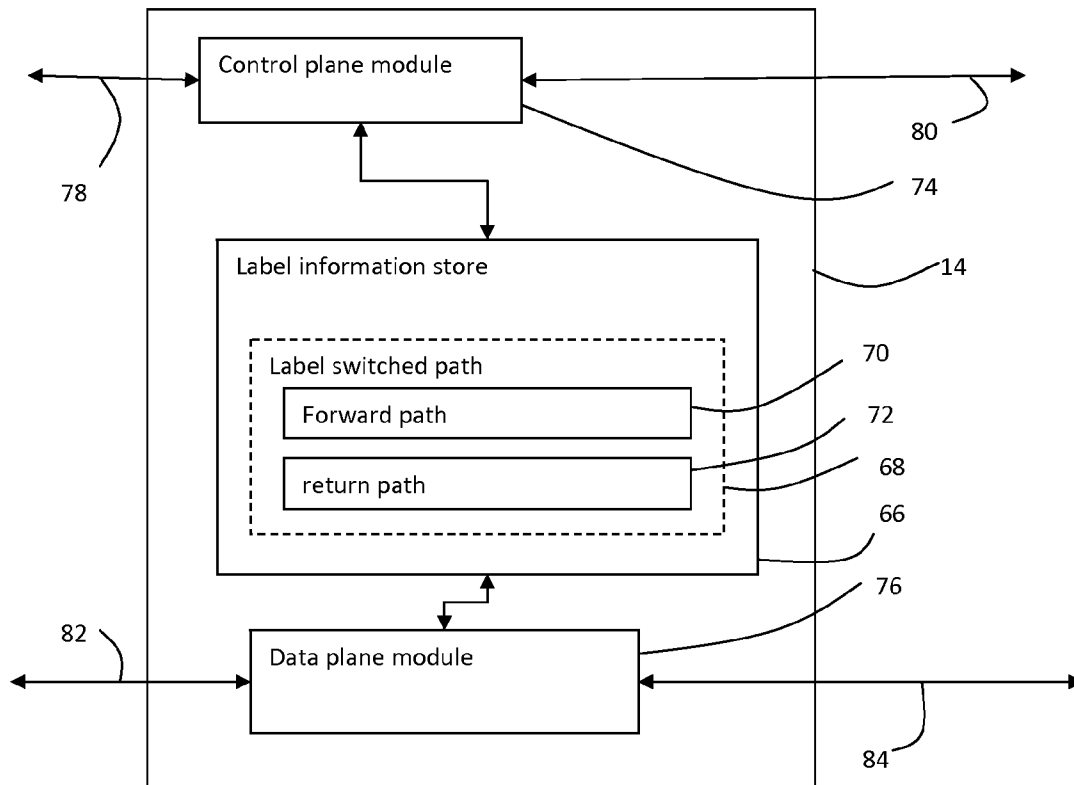 Control plane module
78
80
74
Label information store
14
Label switched path
70
Forward path
72
return path
68
66
76
82
Data plane module
84